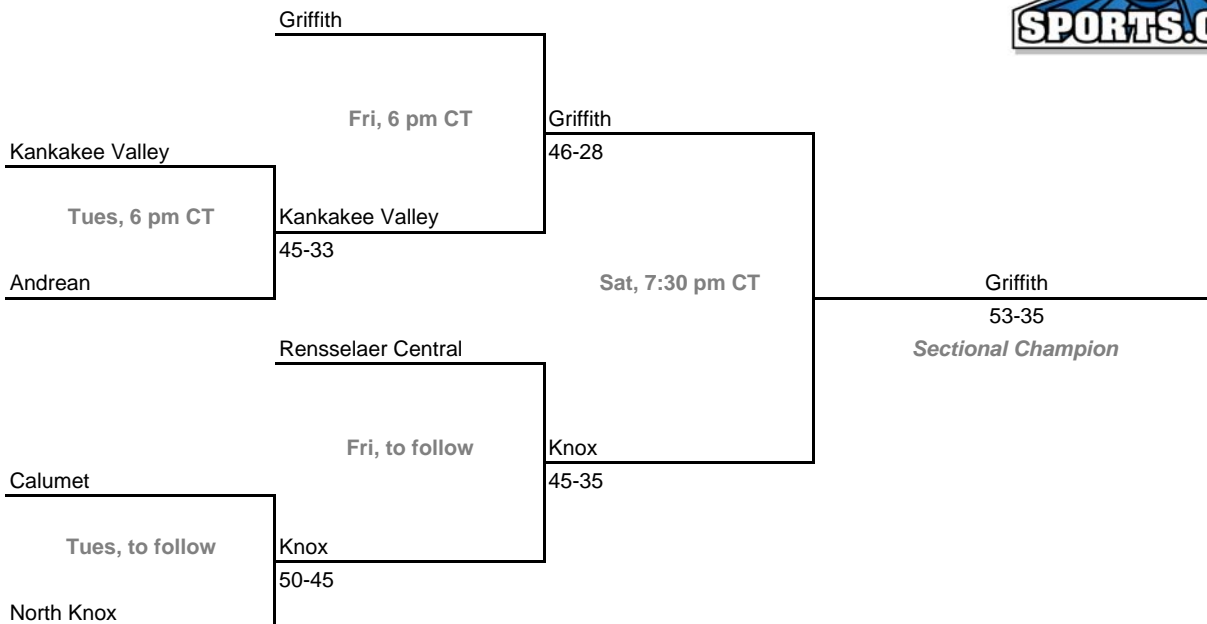 SPORTS.
Griffith
Fri, 6 pm CT
Griffith
46-28
Kankakee Valley
Tues, 6 pm CT
Kankakee Valley
45-33
Andrean
Sat, 7:30 pm CT
Griffith
53-35
Sectional Champion
Rensselaer Central
Fri, to follow
Knox
45-35
Calumet
Tues, to follow
Knox
50-45
North Knox